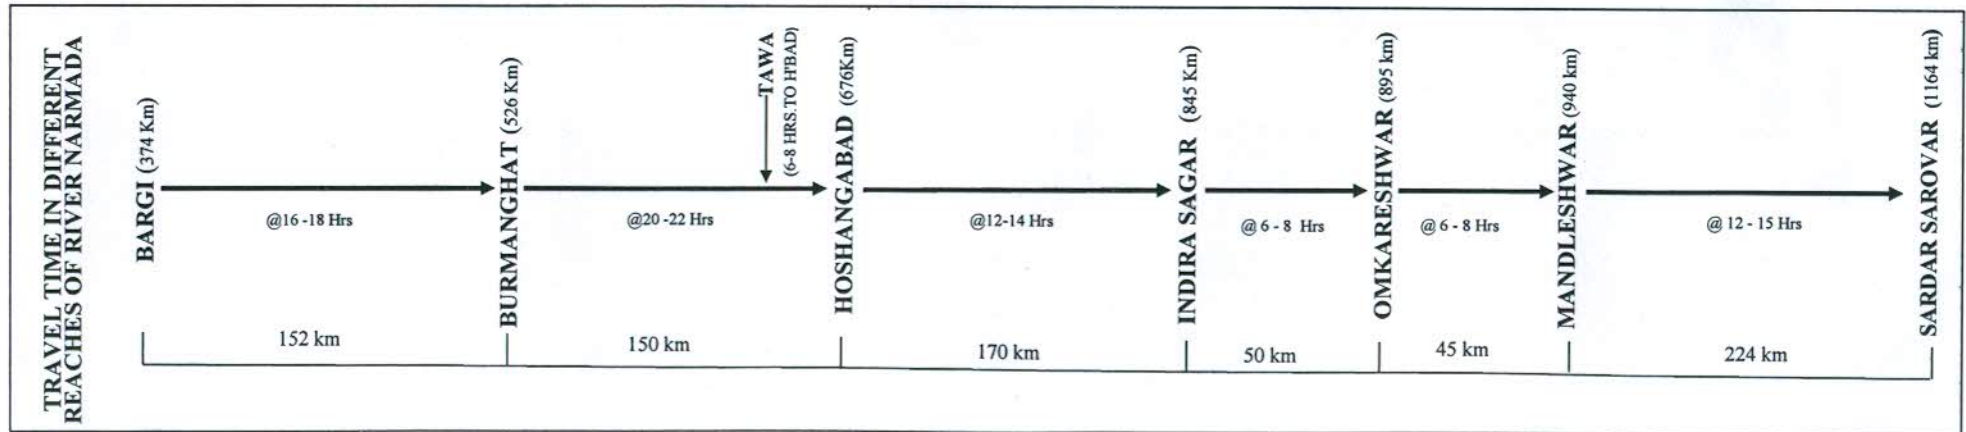 TRAVEL TIME IN DIFFERENT
REACHES OF RIVER NARMADA
BARGI (374 Km)
@16 -18 Hrs
BURMANGHAT (526 Km)
@20 -22 Hrs
TAWA
(6-8 HRS.TO H'BAD)
HOSHANGABAD (676Km)
@12-14 Hrs
INDIRA SAGAR (845 Km)
@ 6 - 8 Hrs
OMKARESHWAR (895 km)
@ 6 - 8 Hrs
MANDLESHWAR (940 km)
@ 12 - 15 Hrs
SARDAR SAROVAR (1164 km)
152 km
150 km
170 km
50 km
45 km
224 km